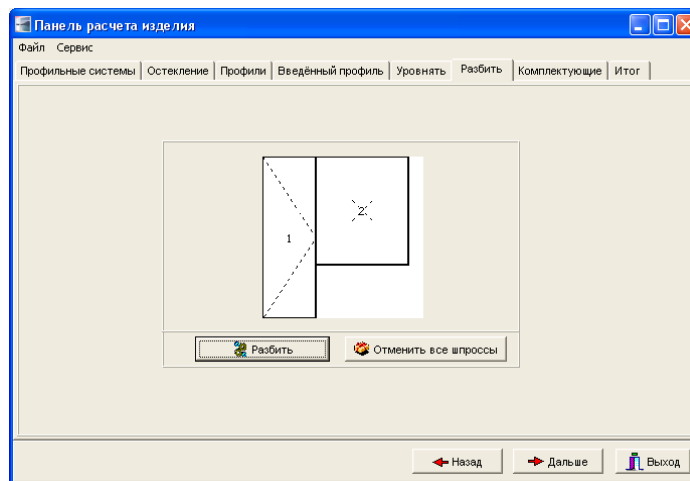 Панель расчета изделия
Файл Сервис
Профильные системы Остекление Профили Введённый профиль Уровнять Разбить Комплектующие Итог
2
1
Разбить Отменить все шпроссы
Назад Дальше Выход